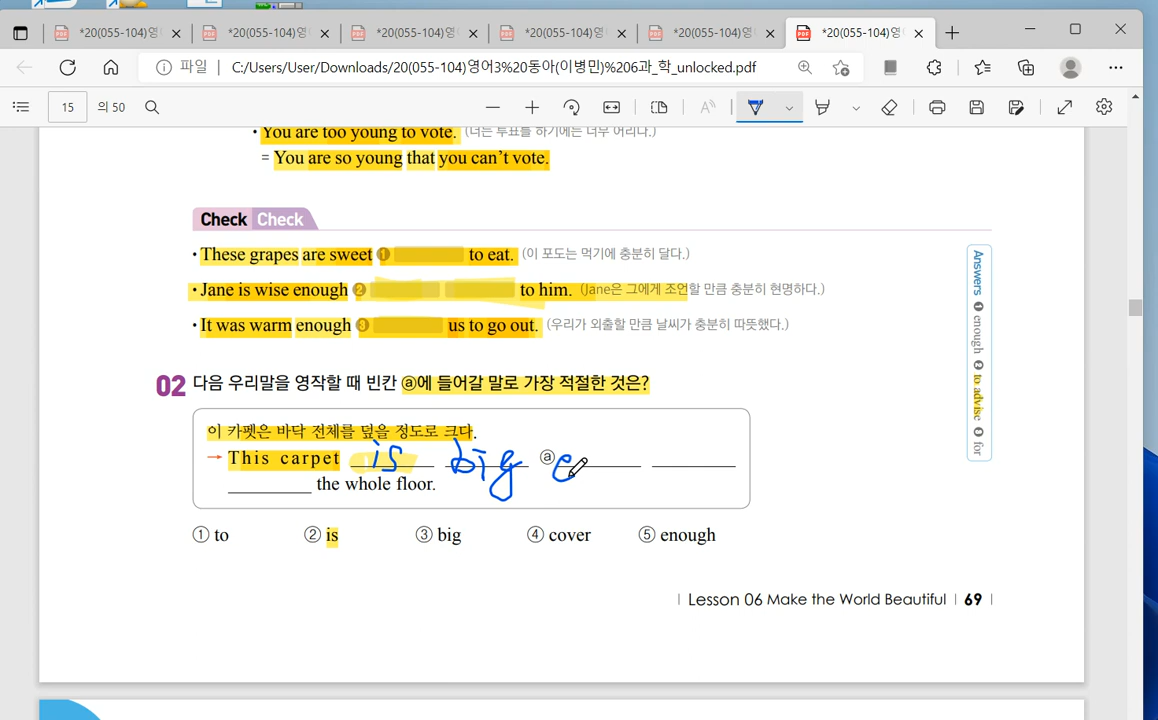 *20(055-104)영 *20(055-104)영 *20(055-104)영 *20(055-104)영 *20(055-104)영 *20(055-104)영
파일 C:/Users/User/Downloads/20(055-104)영어3%20동아(이병민)%206과_학_unlocked.pdf
15 의 50
• You are too young to vote. (너는 투표를 하기에는 너무 어리다.)
= You are so young that you can't vote.
Check Check
• These grapes are sweet ❶ to eat. (이 포도는 먹기에 충분히 달다.)
• Jane is wise enough ❷ to him. (Jane은 그에게 조언할 만큼 충분히 현명하다.)
• It was warm enough ❸ us to go out. (우리가 외출할 만큼 날씨가 충분히 따뜻했다.)
Answers ❶ enough ❷ to advise ❸ for
02 다음 우리말을 영작할 때 빈칸 ⓐ에 들어갈 말로 가장 적절한 것은?
이 카펫은 바닥 전체를 덮을 정도로 크다.
→ This carpet is big ⓐ e
the whole floor.
① to ② is ③ big ④ cover ⑤ enough
Lesson 06 Make the World Beautiful 69